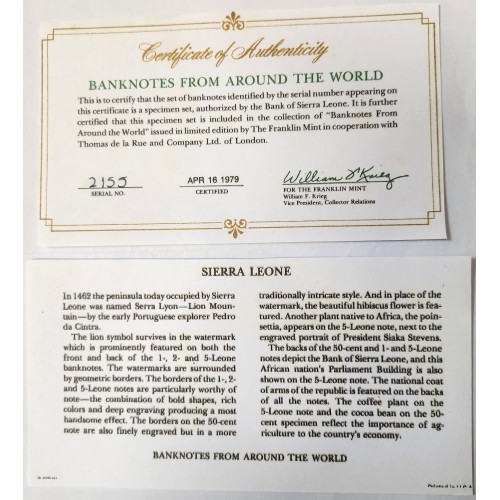 Certificate of Authenticity
BANKNOTES FROM AROUND THE WORLD
This is to certify that the set of banknotes identified by the serial number appearing on
this certificate is a specimen set, authorized by the Bank of Sierra Leone. It is further
certified that this specimen set is included in the collection of "Banknotes From
Around the World" issued in limited edition by The Franklin Mint in cooperation with
Thomas de la Rue and Company Ltd. of London.
2155
SERIAL NO.
APR 16 1979
CERTIFIED
William F Krieg
FOR THE FRANKLIN MINT
William F. Krieg
Vice President, Collector Relations
SIERRA LEONE
In 1462 the peninsula today occupied by Sierra
Leone was named Serra Lyon—Lion Moun-
tain—by the early Portuguese explorer Pedro
da Cintra.
The lion symbol survives in the watermark
which is prominently featured on both the
front and back of the 1-, 2- and 5-Leone
banknotes. The watermarks are surrounded
by geometric borders. The borders of the 1-, 2-
and 5-Leone notes are particularly worthy of
note—the combination of bold shapes, rich
colors and deep engraving producing a most
handsome effect. The borders on the 50-cent
note are also finely engraved but in a more
traditionally intricate style. And in place of the
watermark, the beautiful hibiscus flower is fea-
tured. Another plant native to Africa, the poin-
settia, appears on the 5-Leone note, next to the
engraved portrait of President Siaka Stevens.
The backs of the 50-cent and 1- and 5-Leone
notes depict the Bank of Sierra Leone, and this
African nation's Parliament Building is also
shown on the 5-Leone note. The national coat
of arms of the republic is featured on the backs
of all the notes. The coffee plant on the
5-Leone note and the cocoa bean on the 50-
cent specimen reflect the importance of ag-
riculture to the country's economy.
BANKNOTES FROM AROUND THE WORLD
Printed in U.S.A.